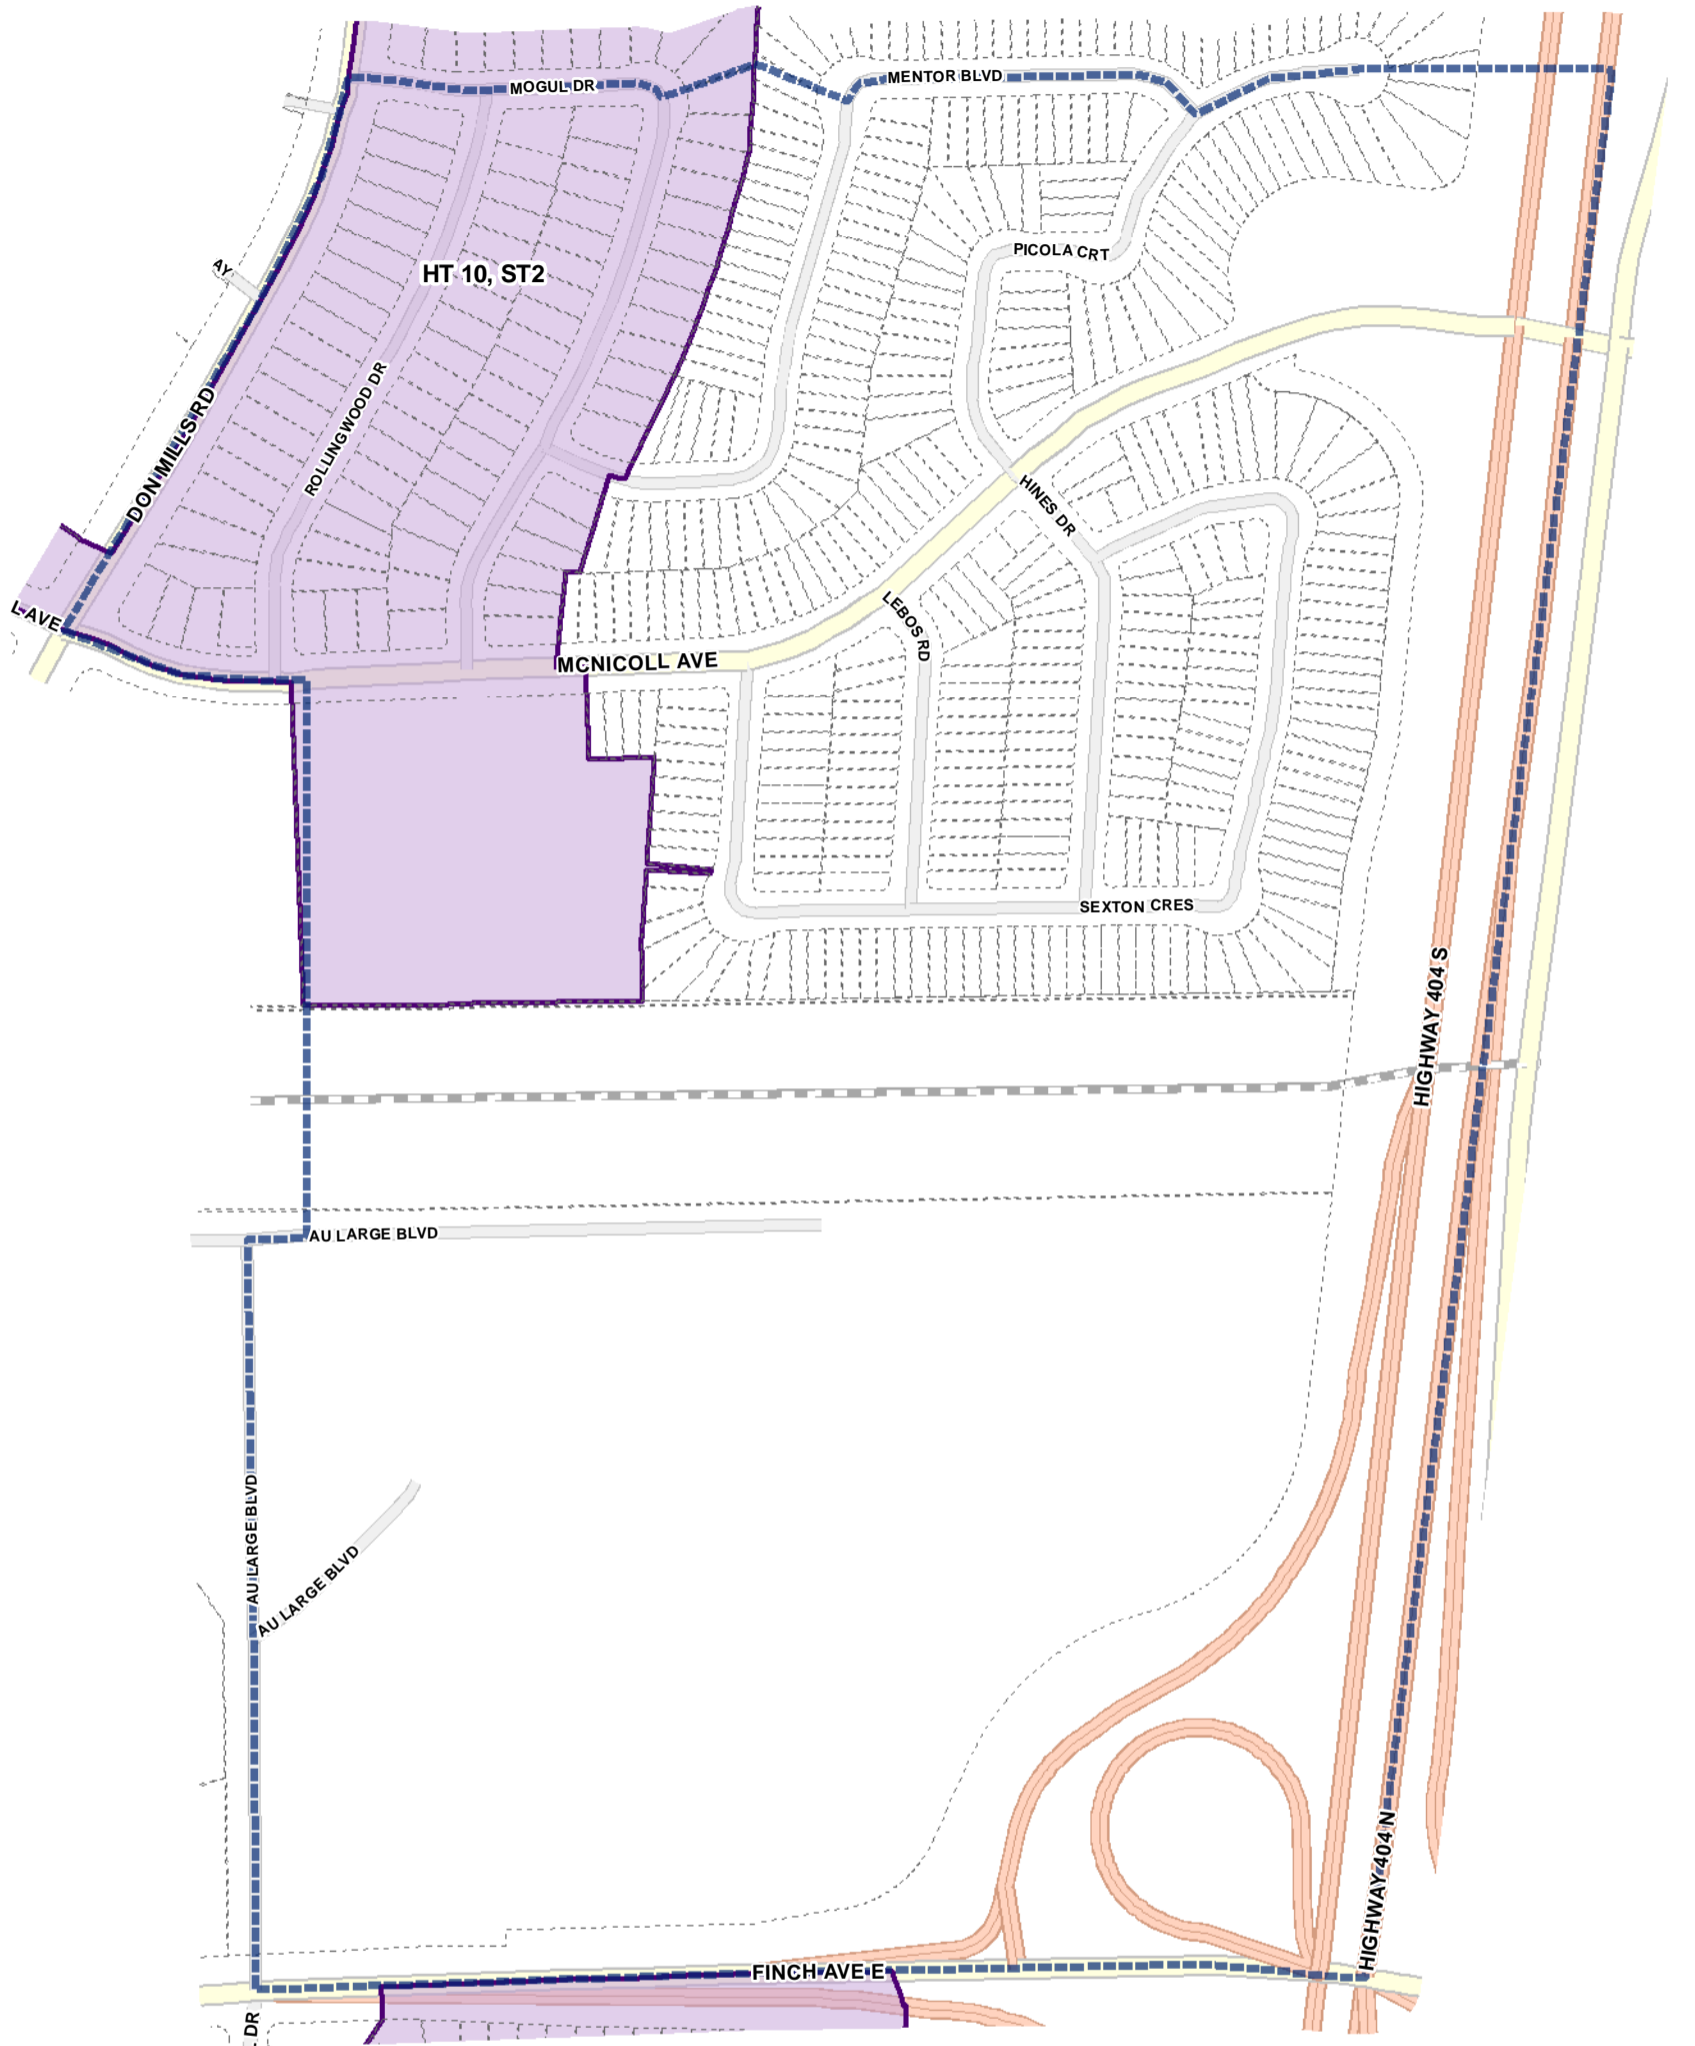 MENTOR BLVD
MOGUL DR
PICOLA CRT
AY
HT 10, ST2
ROLLINGWOOD DR
DON MILLS RD
HINES DR
LEBOS RD
L AVE
MCNICOLL AVE
SEXTON CRES
HIGHWAY 404 S
AU LARGE BLVD
AU LARGE BLVD
AU LARGE BLVD
HIGHWAY 404 N
FINCH AVE E
DR